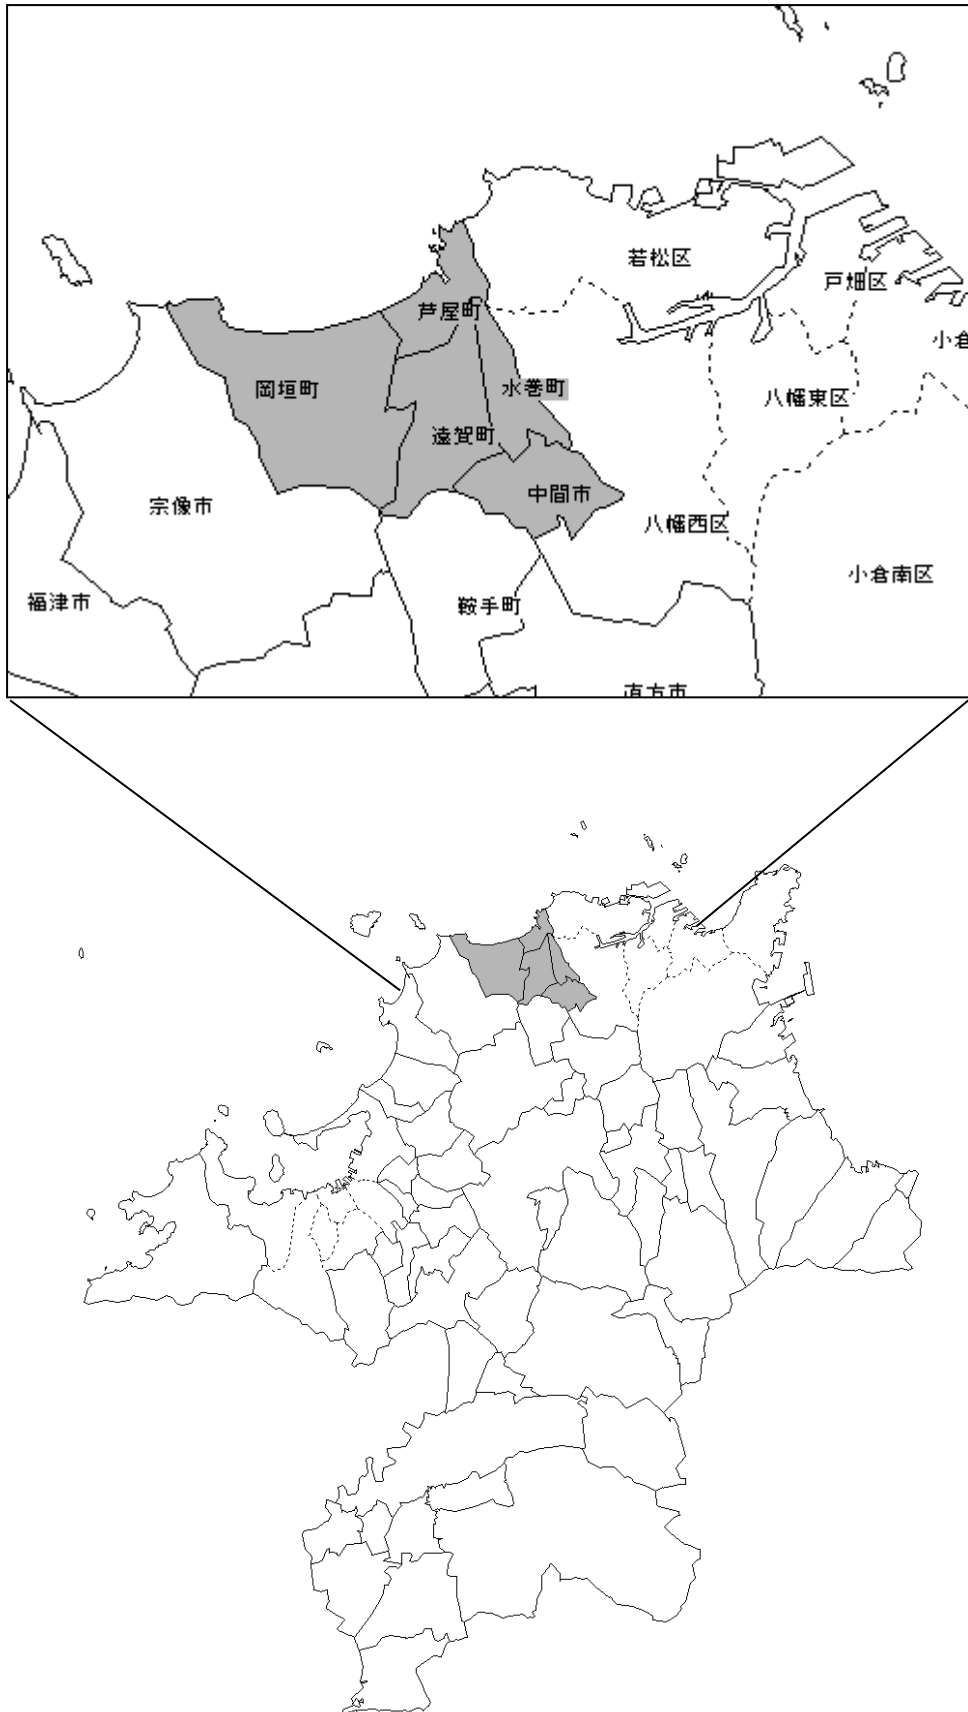 若松区
戸畑区
芦屋町
小倉
岡垣町
水巻町
八幡東区
遠賀町
中間市
宗像市
八幡西区
小倉南区
福津市
鞍手町
直方市